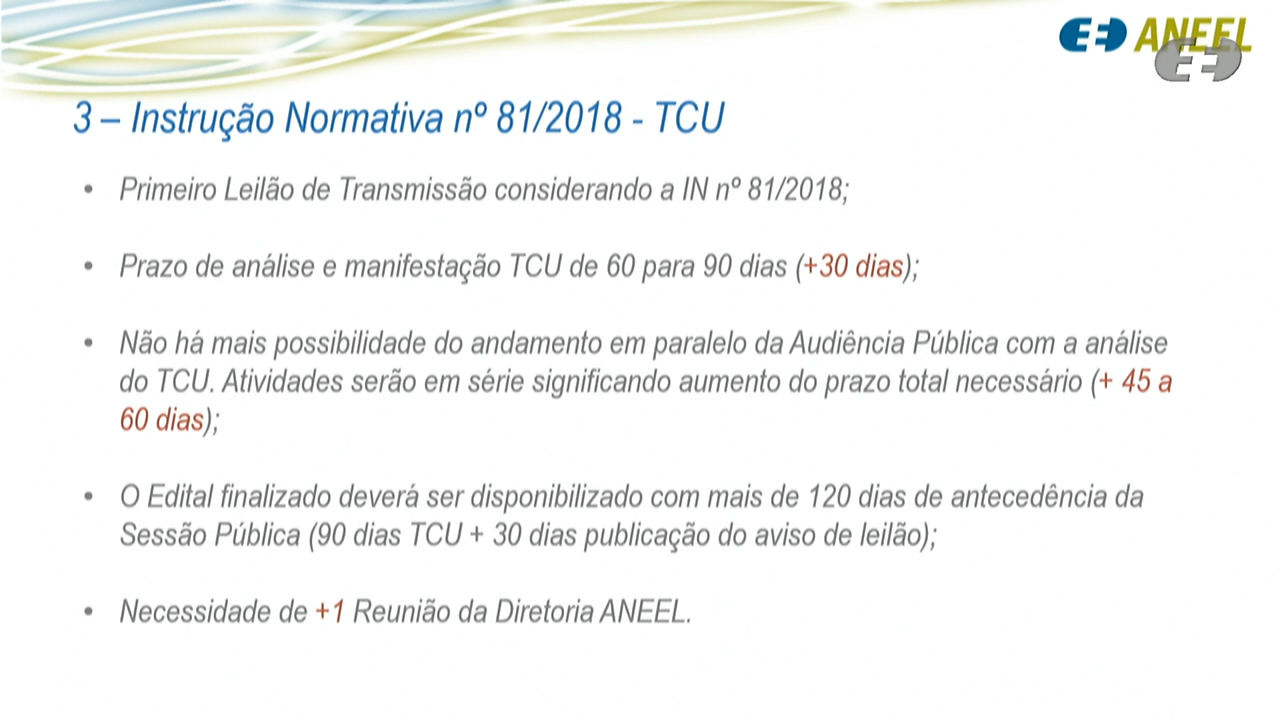 ANEEL
3 – Instrução Normativa nº 81/2018 - TCU
• Primeiro Leilão de Transmissão considerando a IN nº 81/2018;
• Prazo de análise e manifestação TCU de 60 para 90 dias (+30 dias);
• Não há mais possibilidade do andamento em paralelo da Audiência Pública com a análise
do TCU. Atividades serão em série significando aumento do prazo total necessário (+ 45 a
60 dias);
• O Edital finalizado deverá ser disponibilizado com mais de 120 dias de antecedência da
Sessão Pública (90 dias TCU + 30 dias publicação do aviso de leilão);
• Necessidade de +1 Reunião da Diretoria ANEEL.